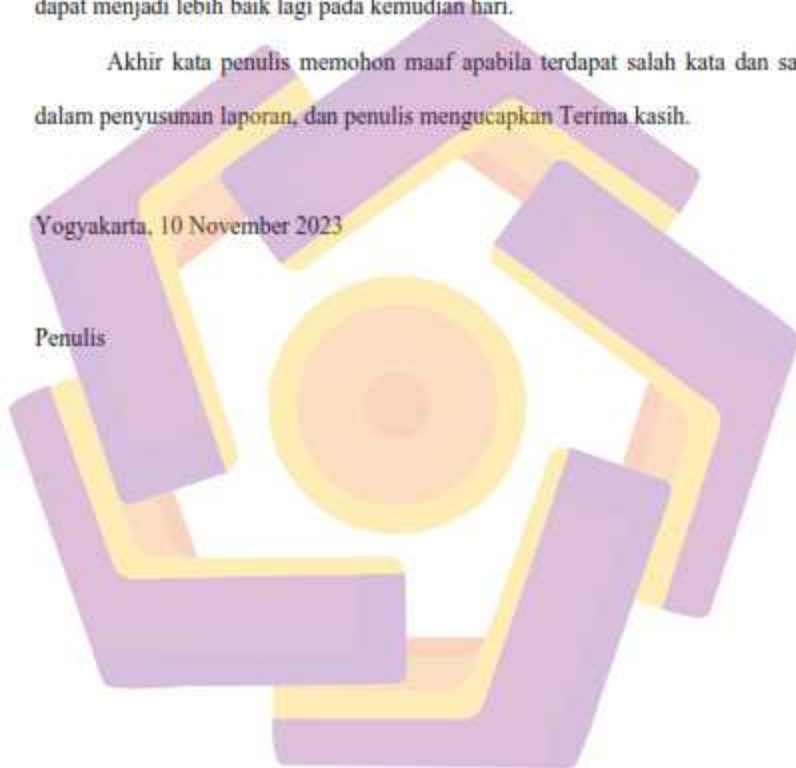 dapat menjadi lebih baik lagi pada kemudian hari.
Akhir kata penulis memohon maaf apabila terdapat salah kata dan
dalam penyusunan laporan, dan penulis mengucapkan Terima kasih.
Yogyakarta, 10 November 2023
Penulis